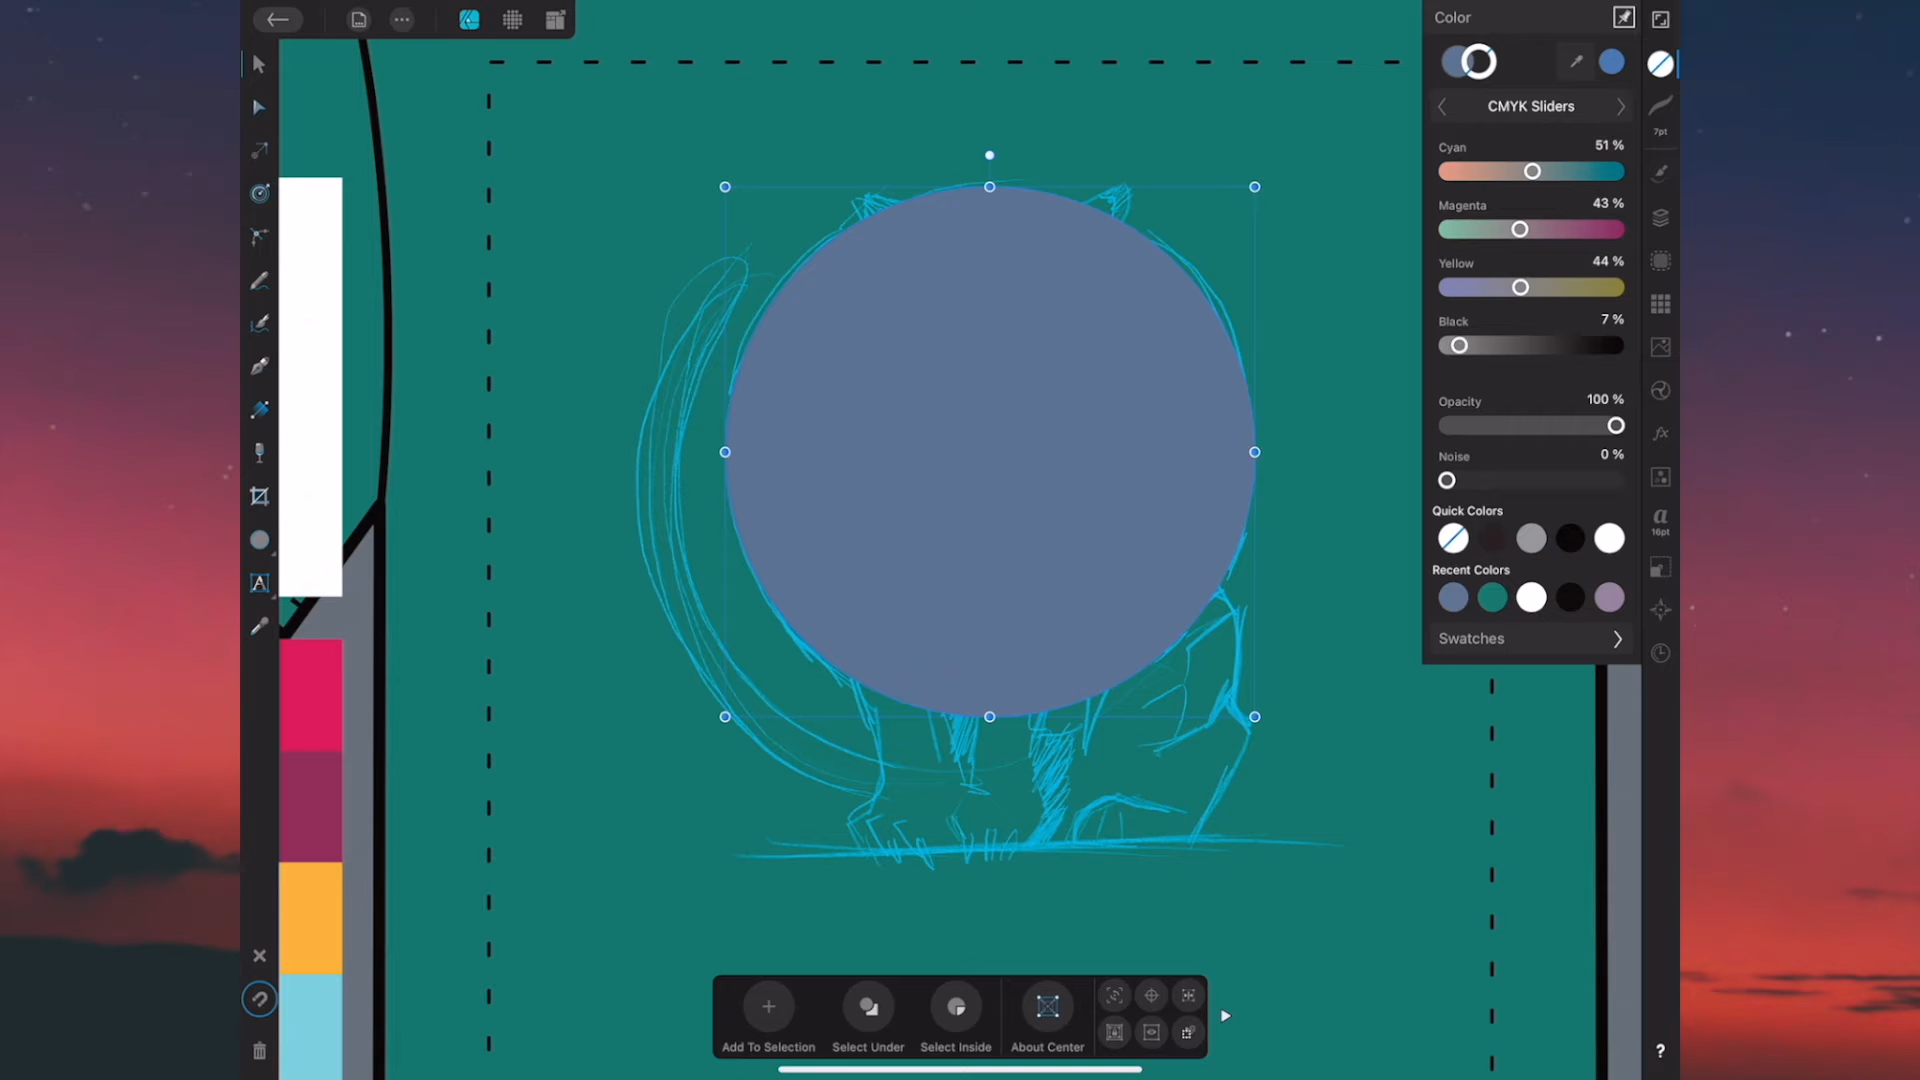 Color
CMYK Sliders
Cyan 51 %
7pt
Magenta 43 %
Yellow 44 %
Black 7 %
Opacity 100 %
Noise 0 %
Quick Colors
a
16pt
Recent Colors
Swatches
A
Add To Selection Select Under Select Inside About Center
?